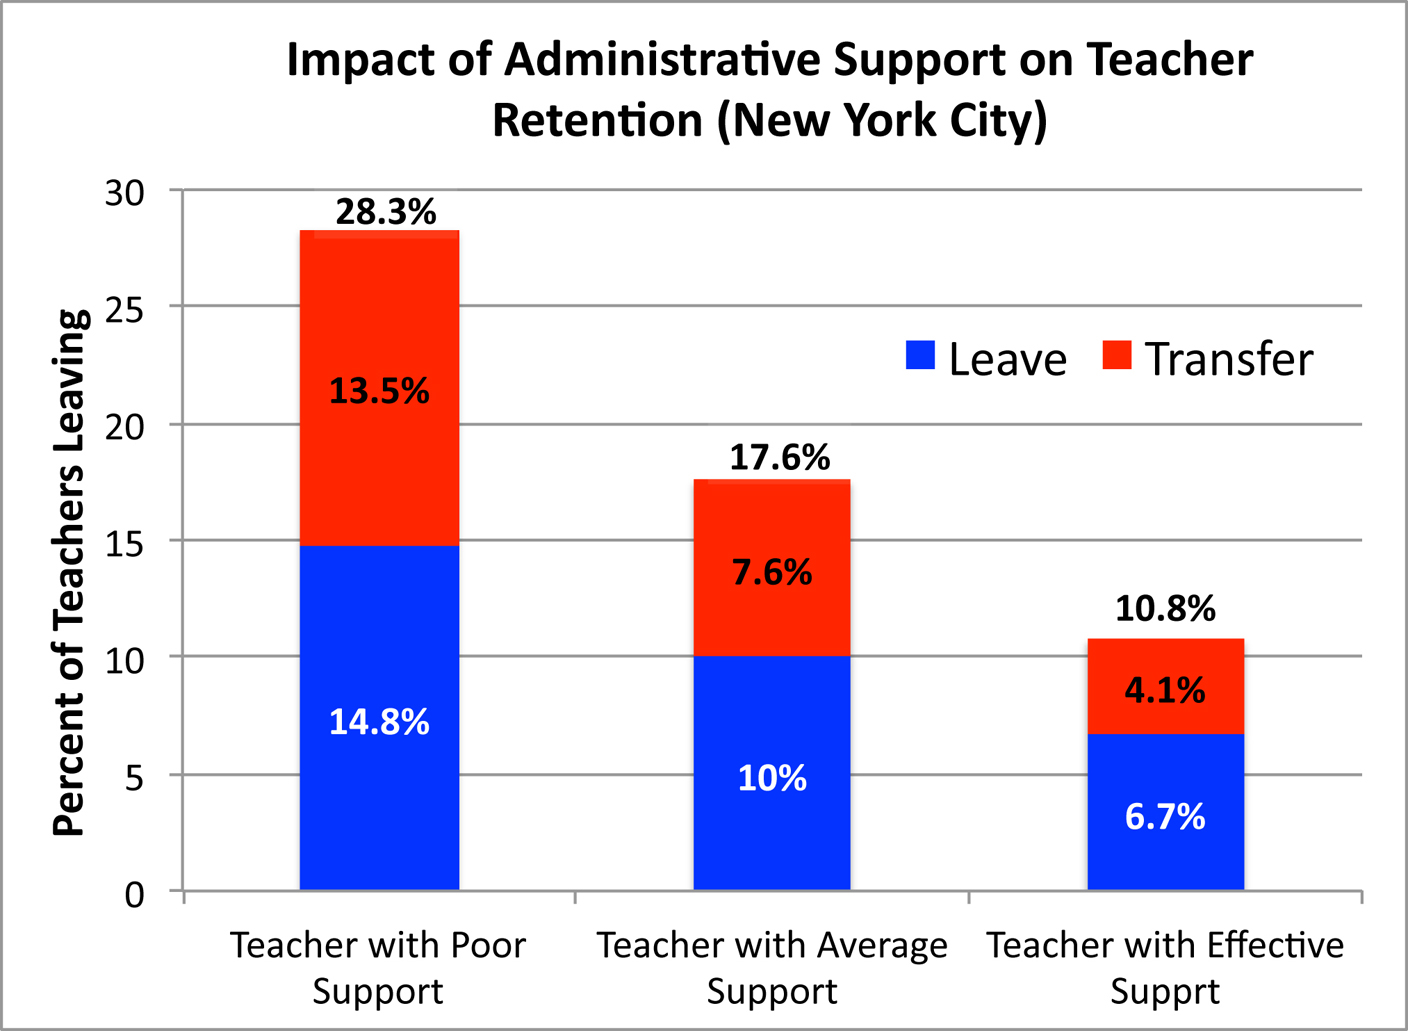 Impact of Administrative Support on Teacher
Retention (New York City)
Percent of Teachers Leaving
30
25
20
15
10
5
0
Leave
Transfer
28.3%
13.5%
14.8%
17.6%
7.6%
10%
10.8%
4.1%
6.7%
Teacher with Poor
Support
Teacher with Average
Support
Teacher with Effective
Supprt